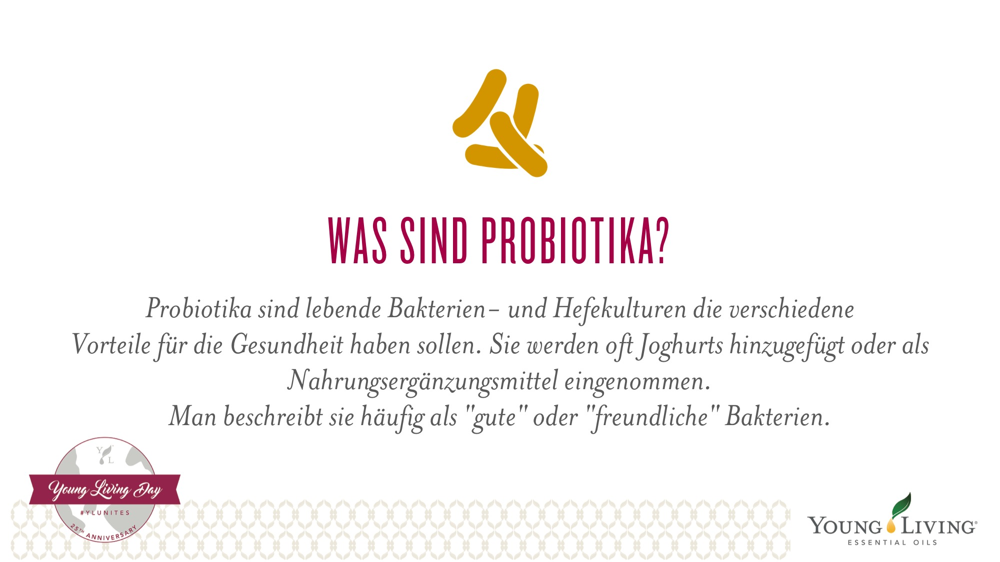 WAS SIND PROBIOTIKA?
Probiotika sind lebende Bakterien- und Hefekulturen die verschiedene
Vorteile für die Gesundheit haben sollen. Sie werden oft Joghurts hinzugefügt oder als
Nahrungsergänzungsmittel eingenommen.
Man beschreibt sie häufig als "gute" oder "freundliche" Bakterien.
Y L
Young Living Day
#YLUNITES
25TH ANNIVERSARY
YOUNG LIVING®
ESSENTIAL OILS